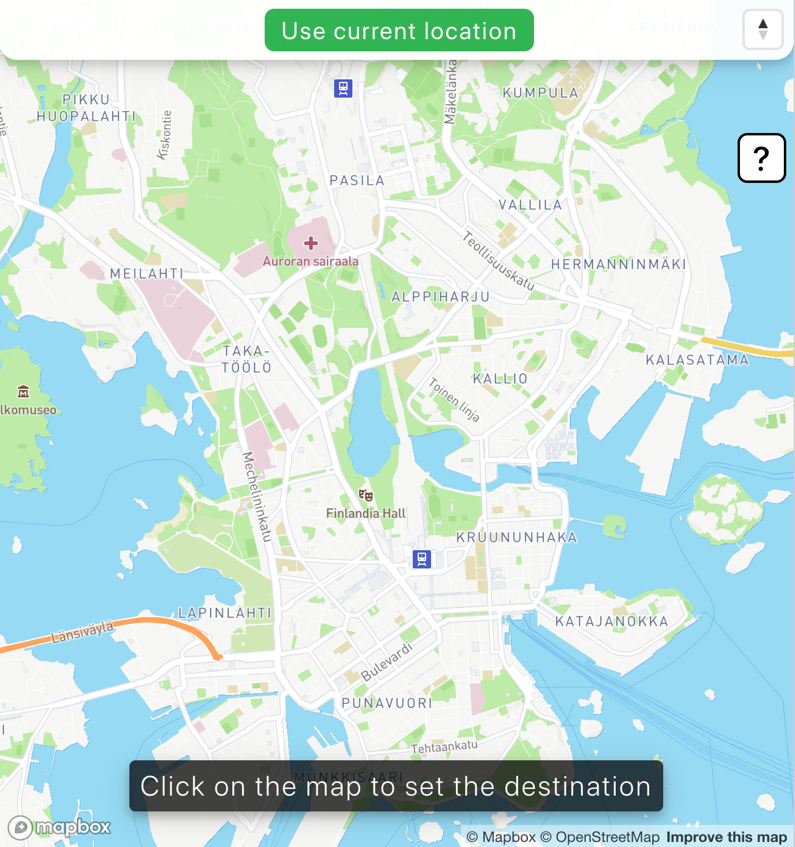 Use current location
KUMPULA
PIKKU
HUOPALAHTI
Kiskontie
Mäkelänka
?
PASILA
VALLILA
Teollisuuskatu
Auroran sairaala
HERMANNINMÄKI
MEILAHTI
ALPPIHARJU
TAKA-
TÖÖLÖ
KALASATAMA
KALLIO
Toinen linja
lkomuseo
Mechelininkatu
Finlandia Hall
KRUUNUNHAKA
LAPINLAHTI
KATAJANOKKA
Länsiväylä
Bulevardi
PUNAVUORI
Tehtaankatu
MUNKKISAARI
Click on the map to set the destination
mapbox
© Mapbox © OpenStreetMap Improve this map